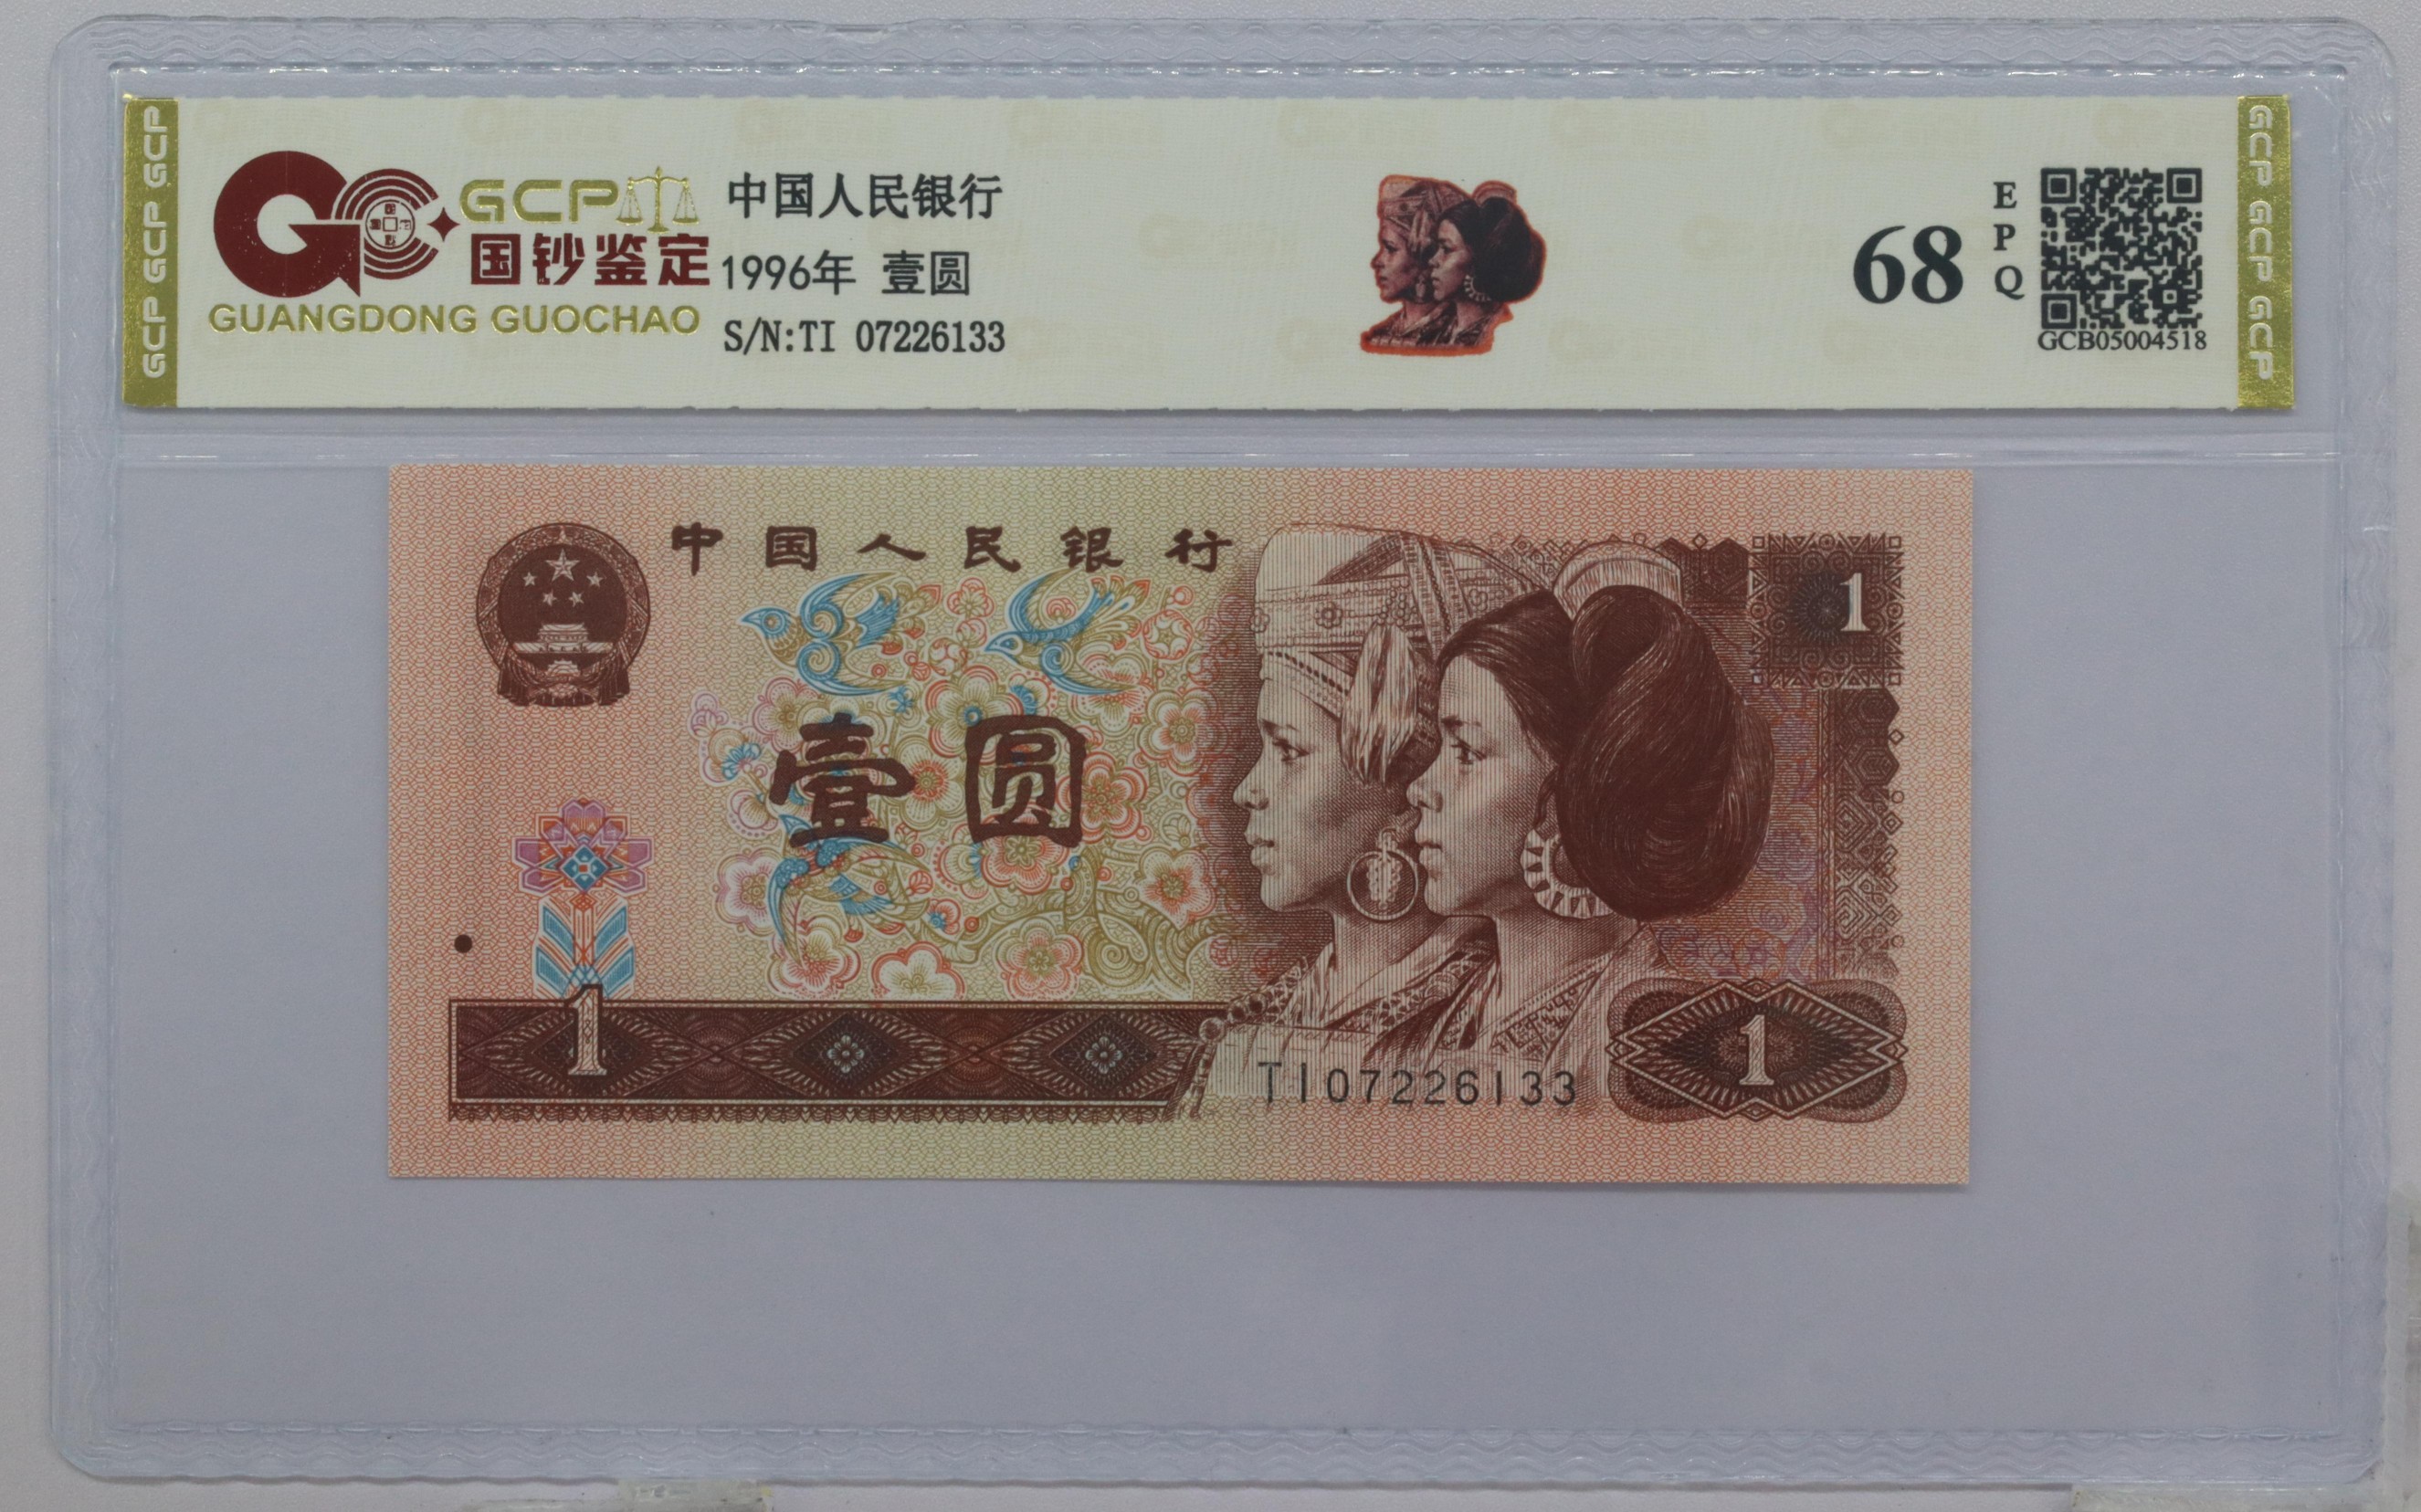 GCP GCP GCP
GCP
国钞鉴定
GUANGDONG GUOCHAO
中国人民银行
1996年 壹圆
S/N:TI 07226133
68
EPQ
GCB05004518
GCP GCP GCP
中国人民银行
1
壹圆
1
TI07226133
1